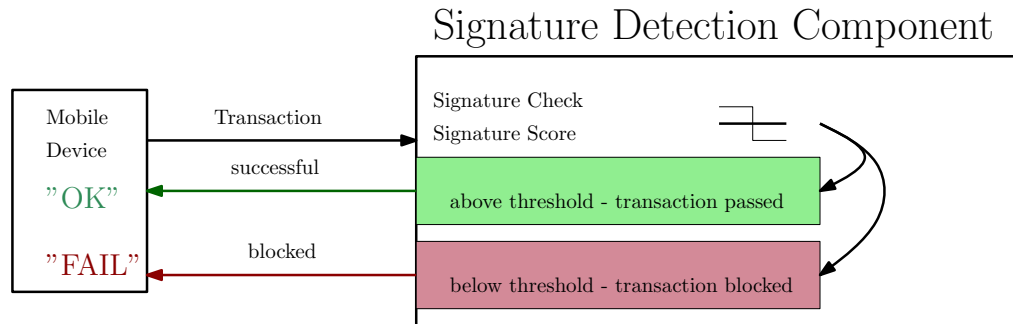 Signature Detection Component
Mobile
Device
"OK"
"FAIL"
Transaction
successful
blocked
Signature Check
Signature Score
above threshold - transaction passed
below threshold - transaction blocked